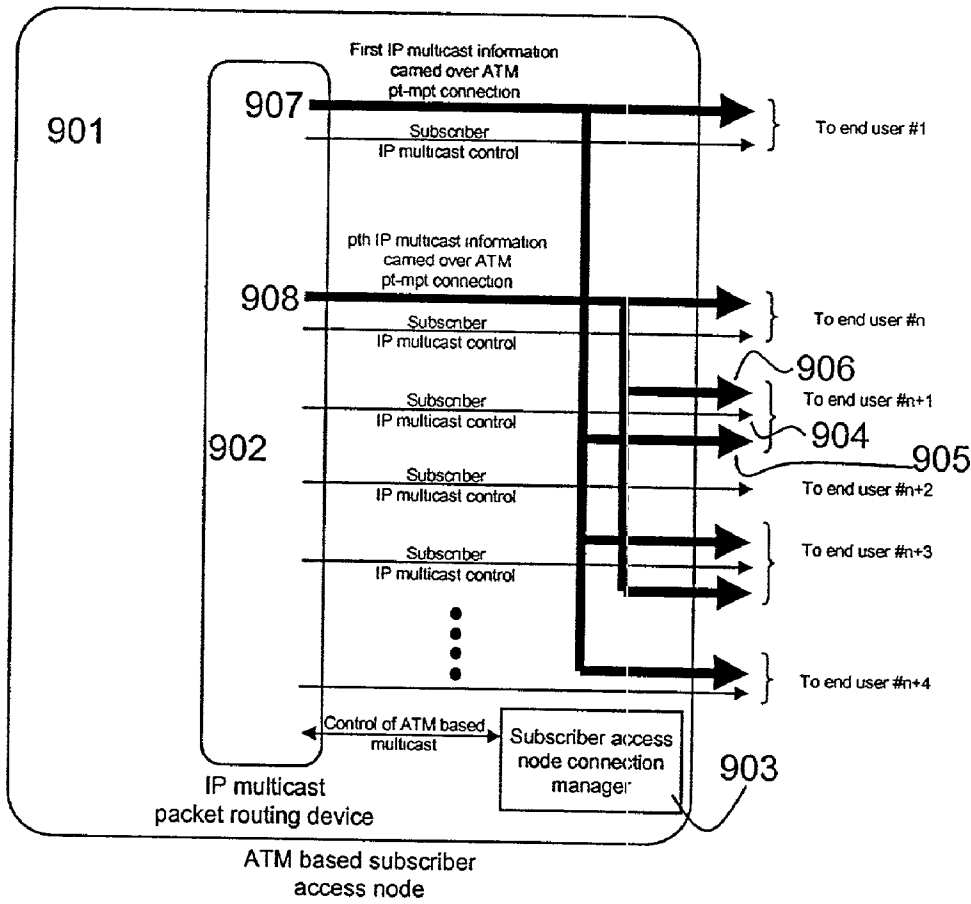 First IP multicast information
carried over ATM
pt-mpt connection
907
901
To end user #1
Subscriber
IP multicast control
pth IP multicast information
carried over ATM
pt-mpt connection
908
To end user #n
Subscriber
IP multicast control
906
To end user #n+1
Subscriber
IP multicast control
904
902
905
Subscriber
IP multicast control
To end user #n+2
To end user #n+3
Subscriber
IP multicast control
To end user #n+4
Control of ATM based
multicast
Subscriber access
node connection
manager
903
IP multicast
packet routing device
ATM based subscriber
access node